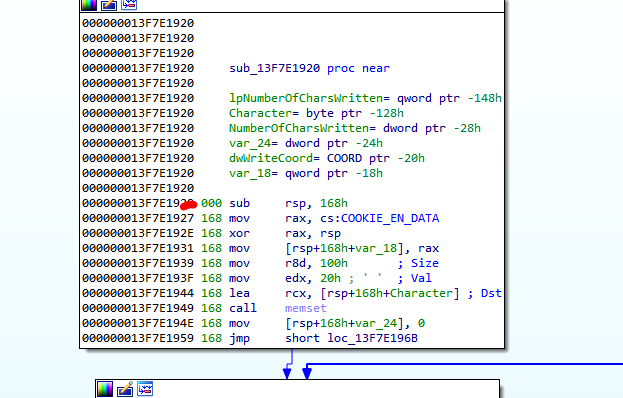 000000013F7E1920
000000013F7E1920
000000013F7E1920
000000013F7E1920 sub_13F7E1920 proc near
000000013F7E1920
000000013F7E1920 lpNumberOfCharsWritten= qword ptr -148h
000000013F7E1920 Character= byte ptr -128h
000000013F7E1920 NumberOfCharsWritten= dword ptr -28h
000000013F7E1920 var_24= dword ptr -24h
000000013F7E1920 dwWriteCoord= COORD ptr -20h
000000013F7E1920 var_18= qword ptr -18h
000000013F7E1920
000 sub rsp, 168h
000000013F7E1927 168 mov rax, cs:COOKIE_EN_DATA
000000013F7E192E 168 xor rax, rsp
000000013F7E1931 168 mov [rsp+168h+var_18], rax
000000013F7E1939 168 mov r8d, 100h ; Size
000000013F7E193F 168 mov edx, 20h ; ' ' ; Val
000000013F7E1944 168 lea rcx, [rsp+168h+Character] ; Dst
000000013F7E1949 168 call memset
000000013F7E194E 168 mov [rsp+168h+var_24], 0
000000013F7E1959 168 jmp short loc_13F7E196B